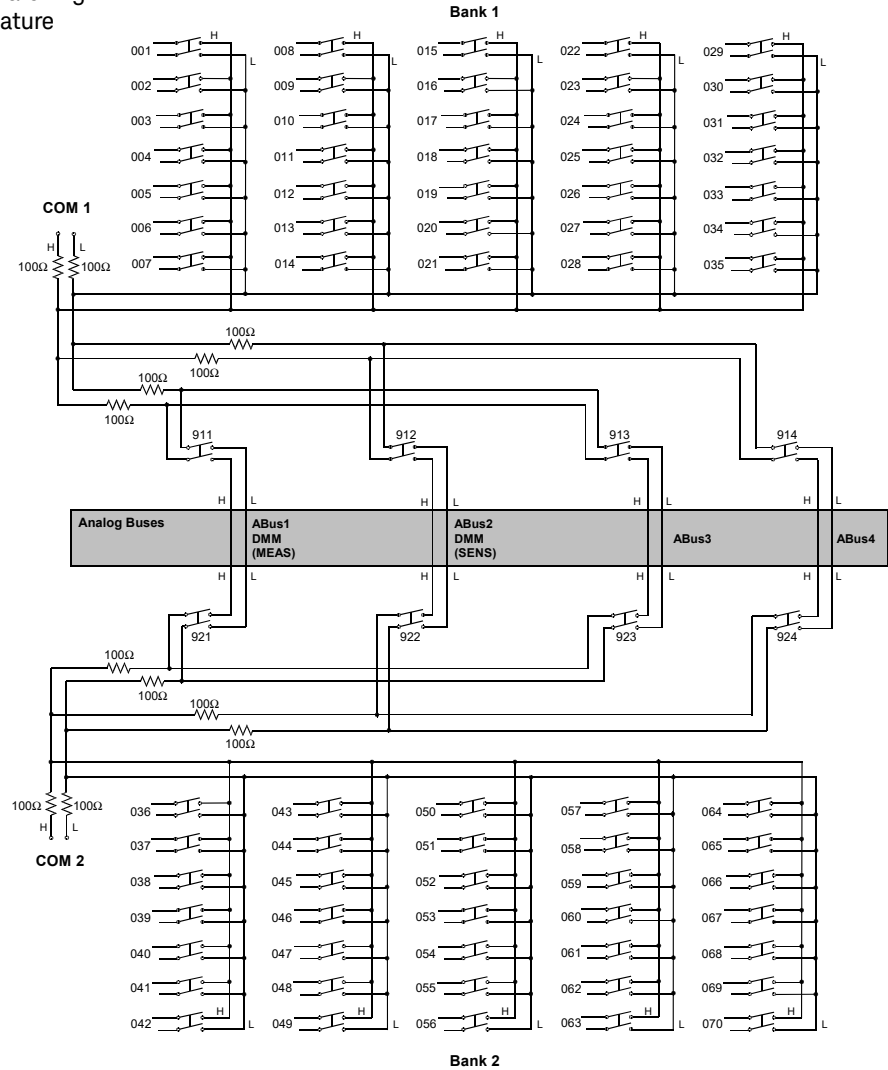 ature
Bank 1
H H H H H
001 008 015 022 029
L L L L L
002 009 016 023 030
003 010 017 024 031
004 011 018 025 032
005 012 019 026 033
COM 1
006 013 020 027 034
H L
007 014 021 028 035
100Ω 100Ω
100Ω
100Ω
100Ω
100Ω
911 912 913 914
H L H L H L H L
Analog Buses
ABus1
DMM
(MEAS)
ABus2
DMM
(SENS)
ABus3
ABus4
H L H L H L H L
921 922 923 924
100Ω
100Ω
100Ω
100Ω
100Ω 100Ω
H L
COM 2
036 043 050 057 064
037 044 051 058 065
038 045 052 059 066
039 046 053 060 067
040 047 054 061 068
041 048 055 062 069
H H H H H
042 049 056 063 070
L L L L L
Bank 2